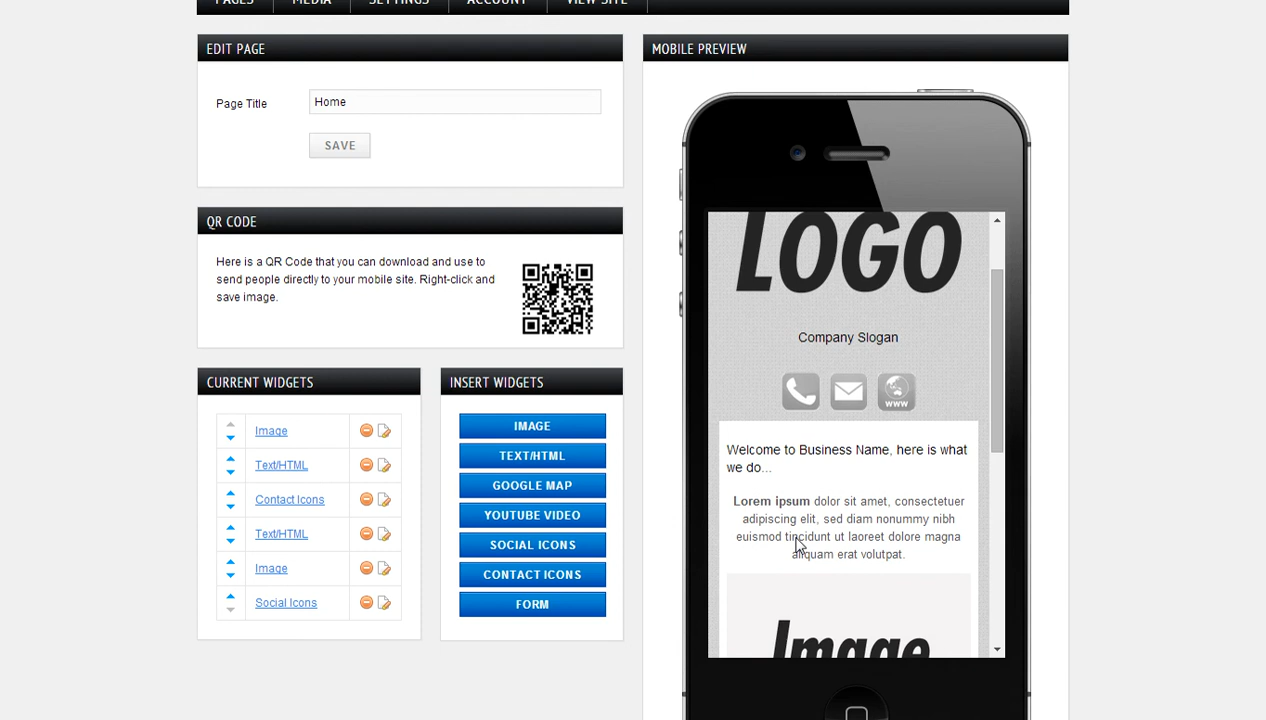 PAGES MEDIA SETTINGS ACCOUNT VIEW SITE
EDIT PAGE
Page Title
Home
SAVE
QR CODE
Here is a QR Code that you can download and use to
send people directly to your mobile site. Right-click and
save image.
CURRENT WIDGETS
Image
Text/HTML
Contact Icons
Text/HTML
Image
Social Icons
INSERT WIDGETS
IMAGE
TEXT/HTML
GOOGLE MAP
YOUTUBE VIDEO
SOCIAL ICONS
CONTACT ICONS
FORM
MOBILE PREVIEW
LOGO
Company Slogan
WWW
Welcome to Business Name, here is what
we do...
Lorem ipsum dolor sit amet, consectetuer
adipiscing elit, sed diam nonummy nibh
euismod tincidunt ut laoreet dolore magna
aliquam erat volutpat.
Image